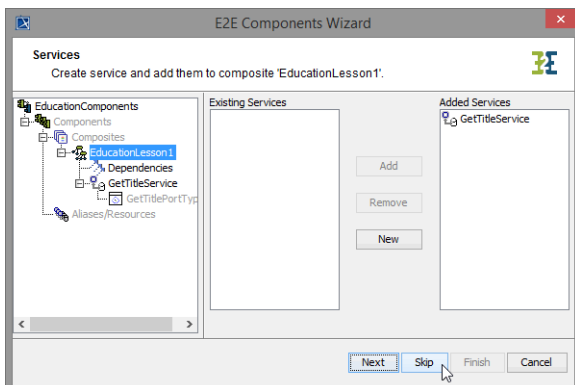 E2E Components Wizard
Services
Create service and add them to composite 'EducationLesson1'.
EducationComponents
Components
Composites
EducationLesson1
Dependencies
GetTitleService
GetTitlePortTyp
Aliases/Resources
Existing Services
Add
Remove
New
Added Services
GetTitleService
Next Skip Finish Cancel